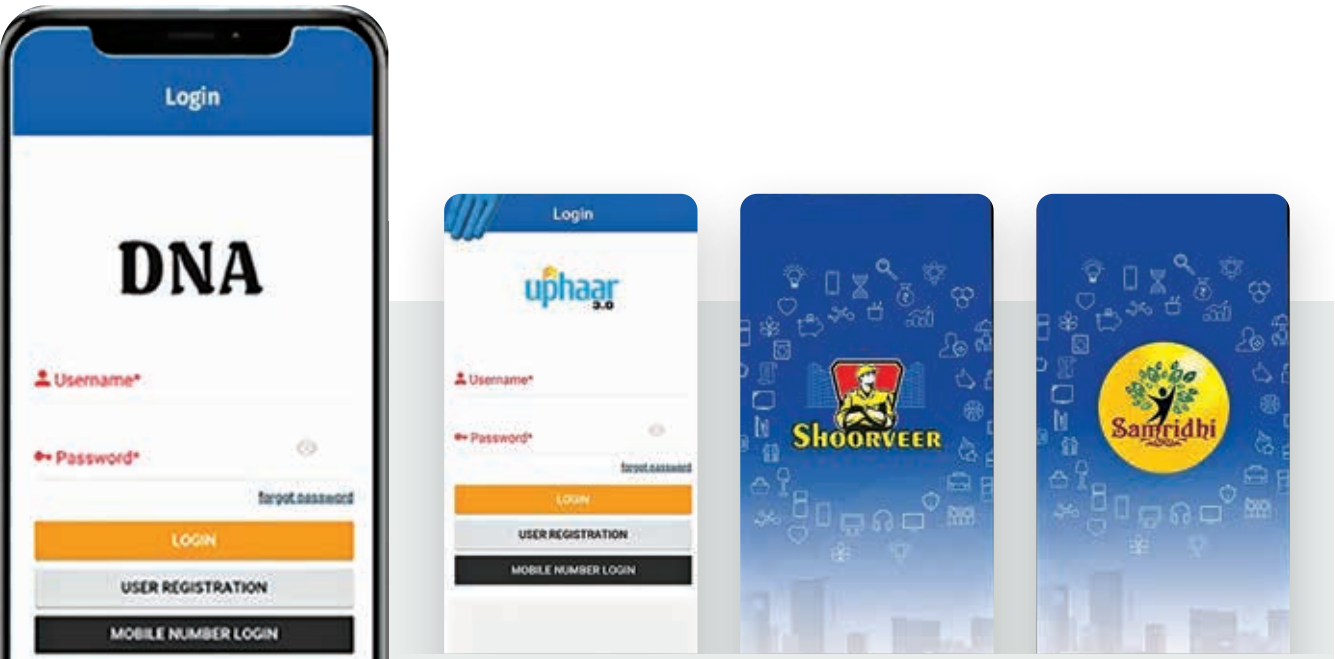 Login
DNA
Username*
Password*
forgot password
LOGIN
USER REGISTRATION
MOBILE NUMBER LOGIN
Login
uphaar
3.0
Username*
Password*
forgot password
LOGIN
USER REGISTRATION
MOBILE NUMBER LOGIN
SHOORVEER
Samridhi